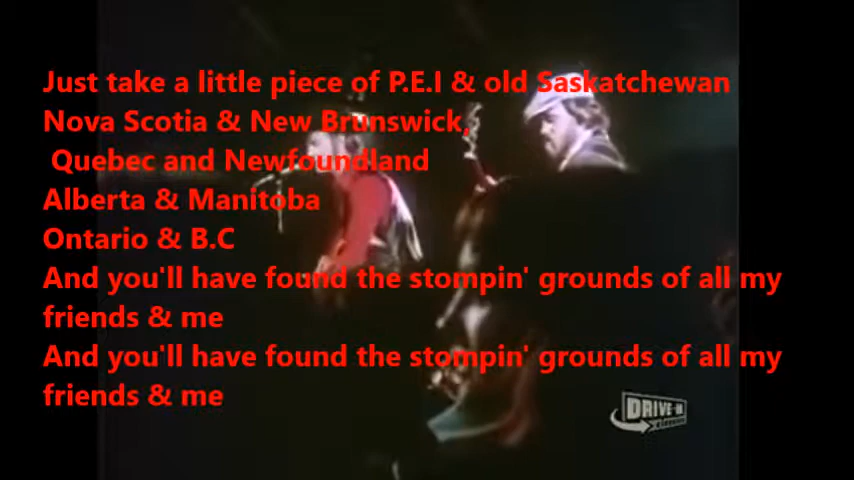 Just take a little piece of P.E.I & old Saskatchewan
Nova Scotia & New Brunswick,
Quebec and Newfoundland
Alberta & Manitoba
Ontario & B.C
And you'll have found the stompin' grounds of all my
friends & me
And you'll have found the stompin' grounds of all my
friends & me
DRIVE-IN